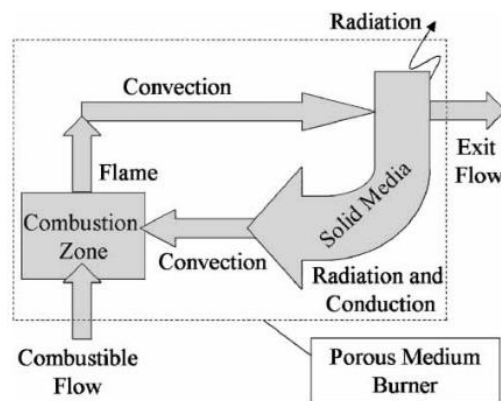 Radiation
Convection
Exit
Flow
Flame
Solid Media
Combustion
Zone
Convection
Radiation and
Conduction
Combustible
Flow
Porous Medium
Burner